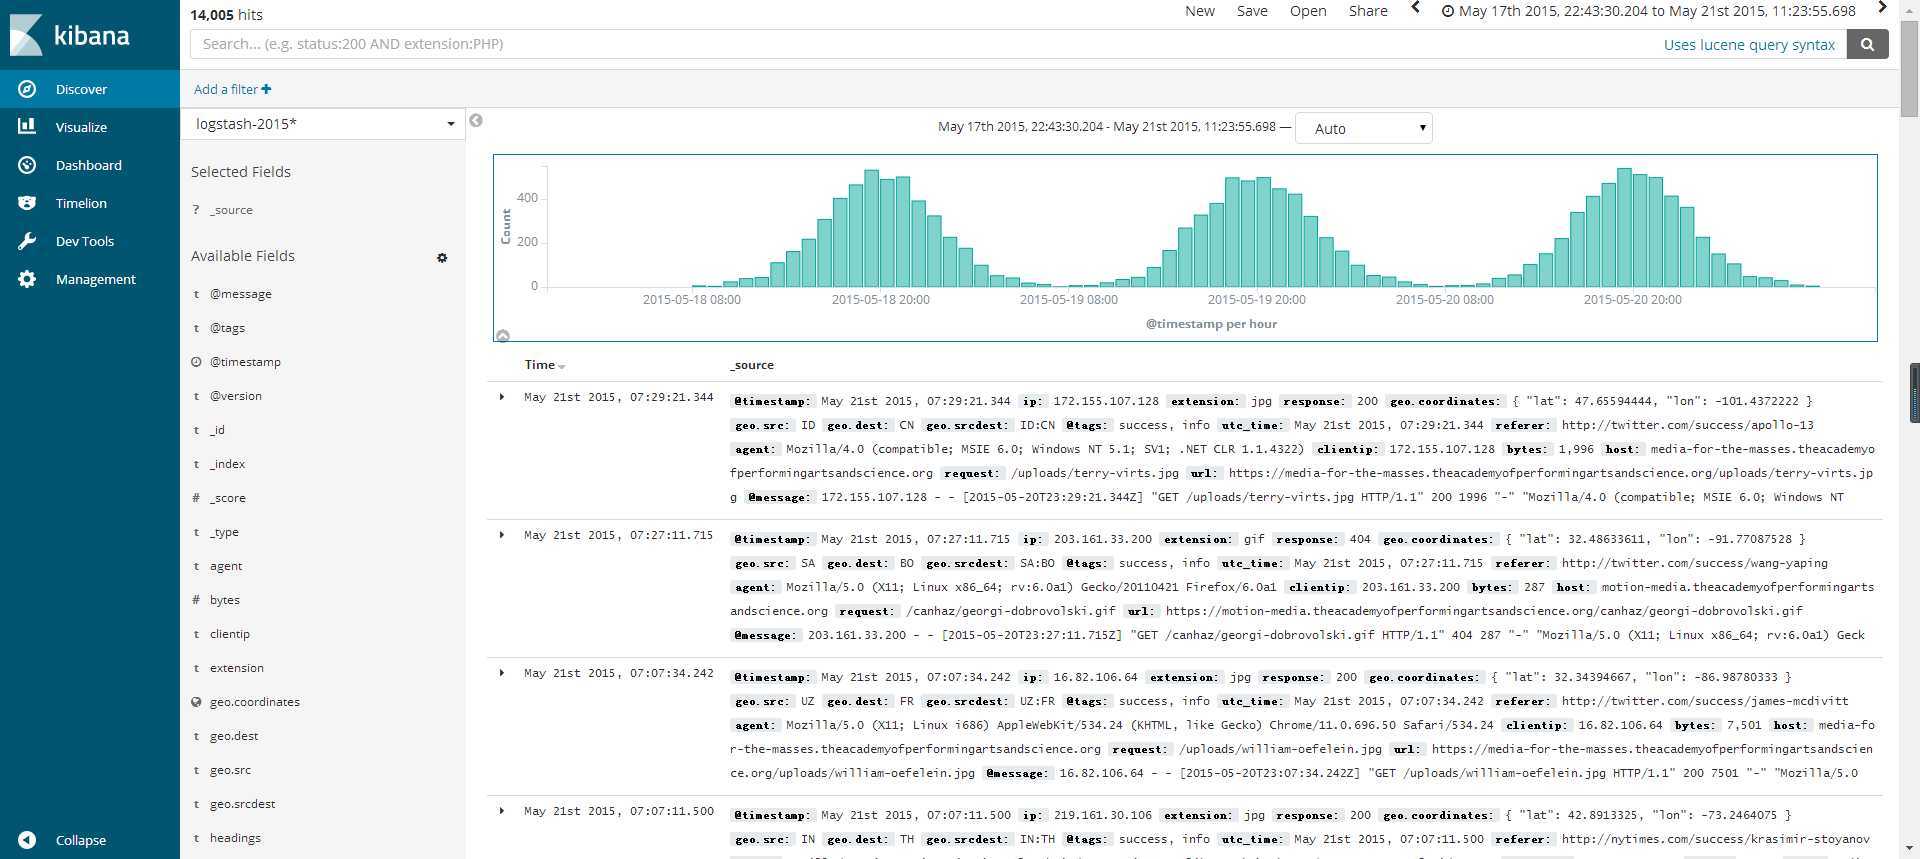 kibana
Discover
Visualize
Dashboard
Timelion
Dev Tools
Management
Collapse
14,005 hits
New Save Open Share May 17th 2015, 22:43:30.204 to May 21st 2015, 11:23:55.698
Search... (e.g. status:200 AND extension:PHP) Uses lucene query syntax
Add a filter +
logstash-2015*
Selected Fields
? _source
Available Fields
t @message
t @tags
@timestamp
t @version
t _id
t _index
# _score
t _type
t agent
# bytes
t clientip
t extension
geo.coordinates
t geo.dest
t geo.src
t geo.srcdest
t headings
May 17th 2015, 22:43:30.204 - May 21st 2015, 11:23:55.698 — Auto
Count
400
200
0
2015-05-18 08:00 2015-05-18 20:00 2015-05-19 08:00 2015-05-19 20:00 2015-05-20 08:00 2015-05-20 20:00
@timestamp per hour
Time _source
May 21st 2015, 07:29:21.344 @timestamp: May 21st 2015, 07:29:21.344 ip: 172.155.107.128 extension: jpg response: 200 geo.coordinates: { "lat": 47.65594444, "lon": -101.4372222 }
geo.src: ID geo.dest: CN geo.srcdest: ID:CN @tags: success, info utc_time: May 21st 2015, 07:29:21.344 referer: http://twitter.com/success/apollo-13
agent: Mozilla/4.0 (compatible; MSIE 6.0; Windows NT 5.1; SV1; .NET CLR 1.1.4322) clientip: 172.155.107.128 bytes: 1,996 host: media-for-the-masses.theacademyo
fperformingartsandscience.org request: /uploads/terry-virts.jpg url: https://media-for-the-masses.theacademyofperformingartsandscience.org/uploads/terry-virts.jp
g @message: 172.155.107.128 - - [2015-05-20T23:29:21.344Z] "GET /uploads/terry-virts.jpg HTTP/1.1" 200 1996 "-" "Mozilla/4.0 (compatible; MSIE 6.0; Windows NT
May 21st 2015, 07:27:11.715 @timestamp: May 21st 2015, 07:27:11.715 ip: 203.161.33.200 extension: gif response: 404 geo.coordinates: { "lat": 32.48633611, "lon": -91.77087528 }
geo.src: SA geo.dest: BO geo.srcdest: SA:BO @tags: success, info utc_time: May 21st 2015, 07:27:11.715 referer: http://twitter.com/success/wang-yaping
agent: Mozilla/5.0 (X11; Linux x86_64; rv:6.0a1) Gecko/20110421 Firefox/6.0a1 clientip: 203.161.33.200 bytes: 287 host: motion-media.theacademyofperformingarts
andscience.org request: /canhaz/georgi-dobrovolski.gif url: https://motion-media.theacademyofperformingartsandscience.org/canhaz/georgi-dobrovolski.gif
@message: 203.161.33.200 - - [2015-05-20T23:27:11.715Z] "GET /canhaz/georgi-dobrovolski.gif HTTP/1.1" 404 287 "-" "Mozilla/5.0 (X11; Linux x86_64; rv:6.0a1) Geck
May 21st 2015, 07:07:34.242 @timestamp: May 21st 2015, 07:07:34.242 ip: 16.82.106.64 extension: jpg response: 200 geo.coordinates: { "lat": 32.34394667, "lon": -86.98780333 }
geo.src: UZ geo.dest: FR geo.srcdest: UZ:FR @tags: success, info utc_time: May 21st 2015, 07:07:34.242 referer: http://twitter.com/success/james-mcdivitt
agent: Mozilla/5.0 (X11; Linux i686) AppleWebKit/534.24 (KHTML, like Gecko) Chrome/11.0.696.50 Safari/534.24 clientip: 16.82.106.64 bytes: 7,501 host: media-fo
r-the-masses.theacademyofperformingartsandscience.org request: /uploads/william-oefelein.jpg url: https://media-for-the-masses.theacademyofperformingartsandscien
ce.org/uploads/william-oefelein.jpg @message: 16.82.106.64 - - [2015-05-20T23:07:34.242Z] "GET /uploads/william-oefelein.jpg HTTP/1.1" 200 7501 "-" "Mozilla/5.0
May 21st 2015, 07:07:11.500 @timestamp: May 21st 2015, 07:07:11.500 ip: 219.161.30.106 extension: jpg response: 200 geo.coordinates: { "lat": 42.8913325, "lon": -73.2464075 }
geo.src: IN geo.dest: TH geo.srcdest: IN:TH @tags: success, info utc_time: May 21st 2015, 07:07:11.500 referer: http://nytimes.com/success/krasimir-stoyanov